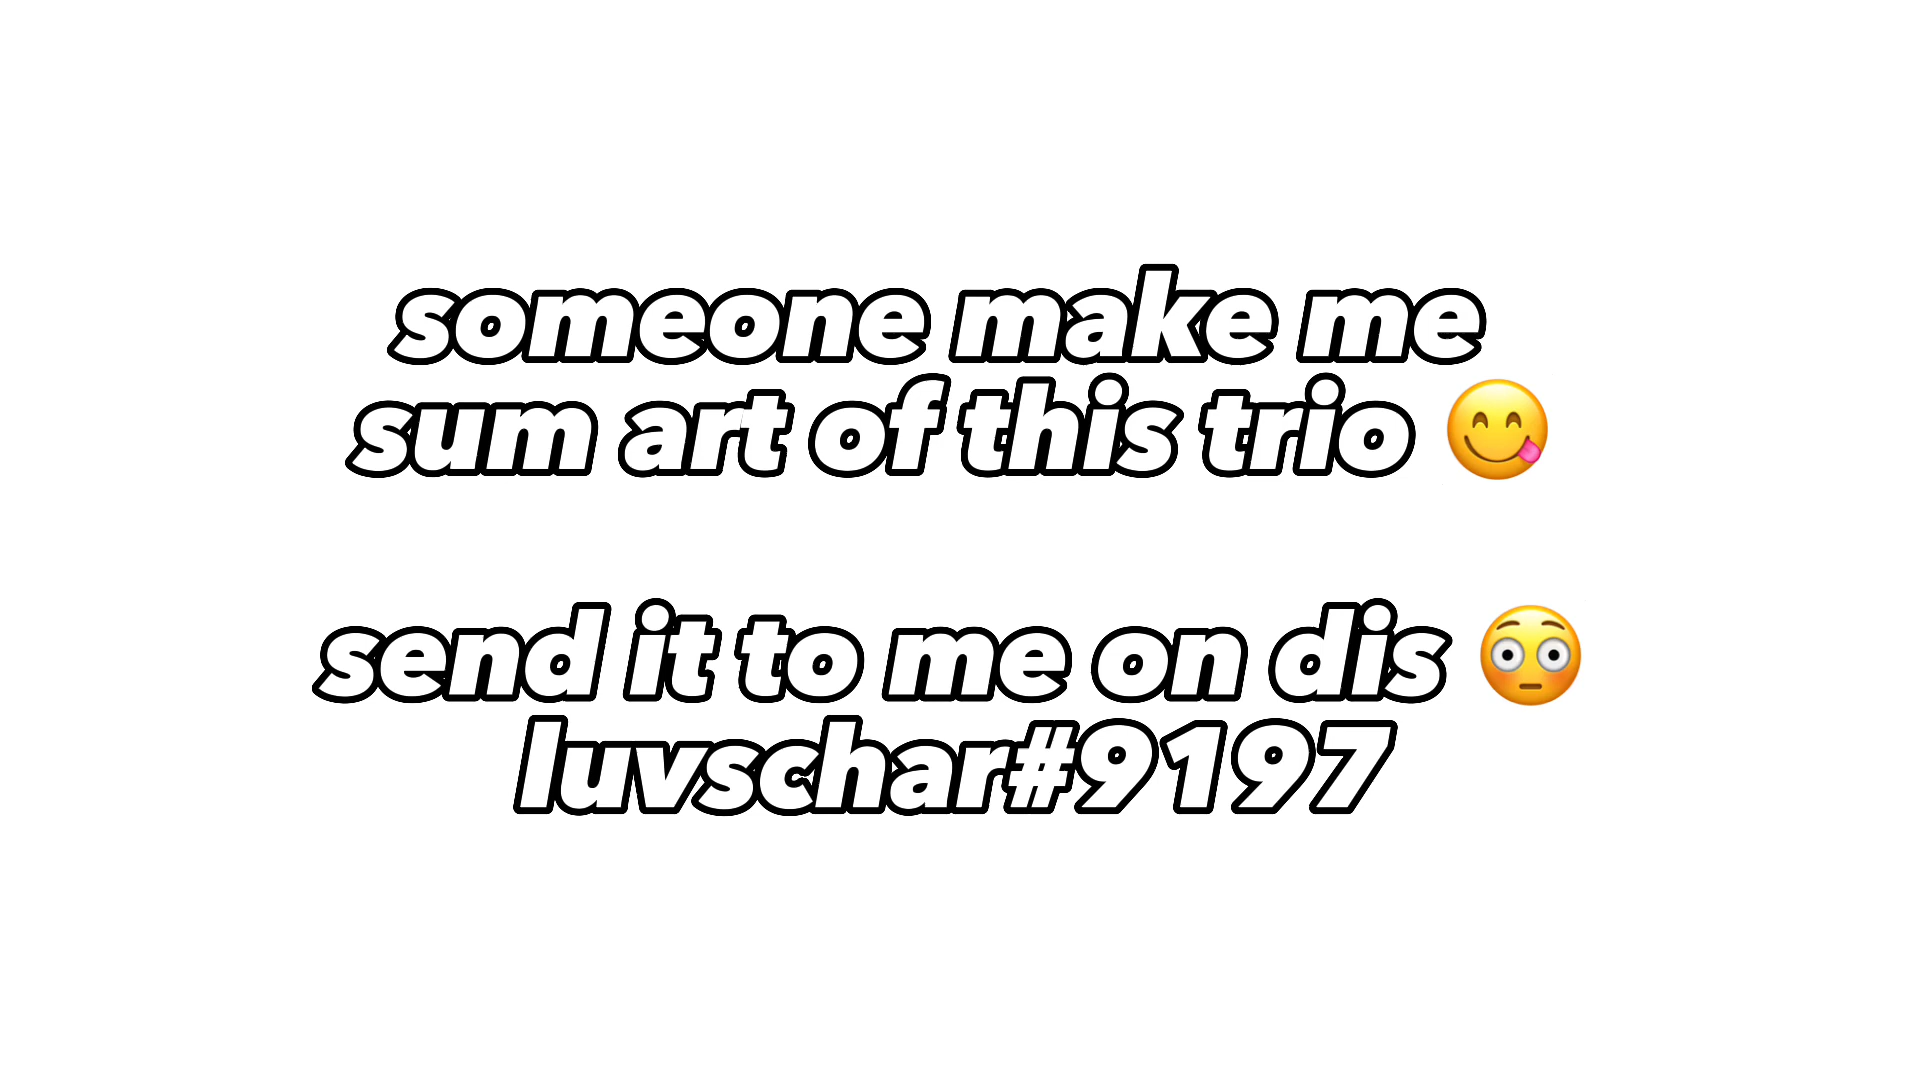 someone make me
sum art of this trio 😋
send it to me on dis 😳
luvschar#9197